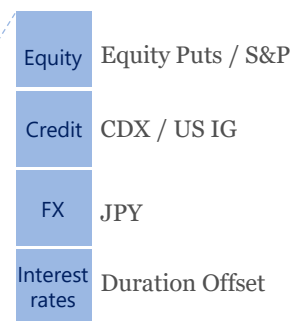 Equity Equity Puts / S&P
Credit CDX / US IG
FX JPY
Interest
rates Duration Offset